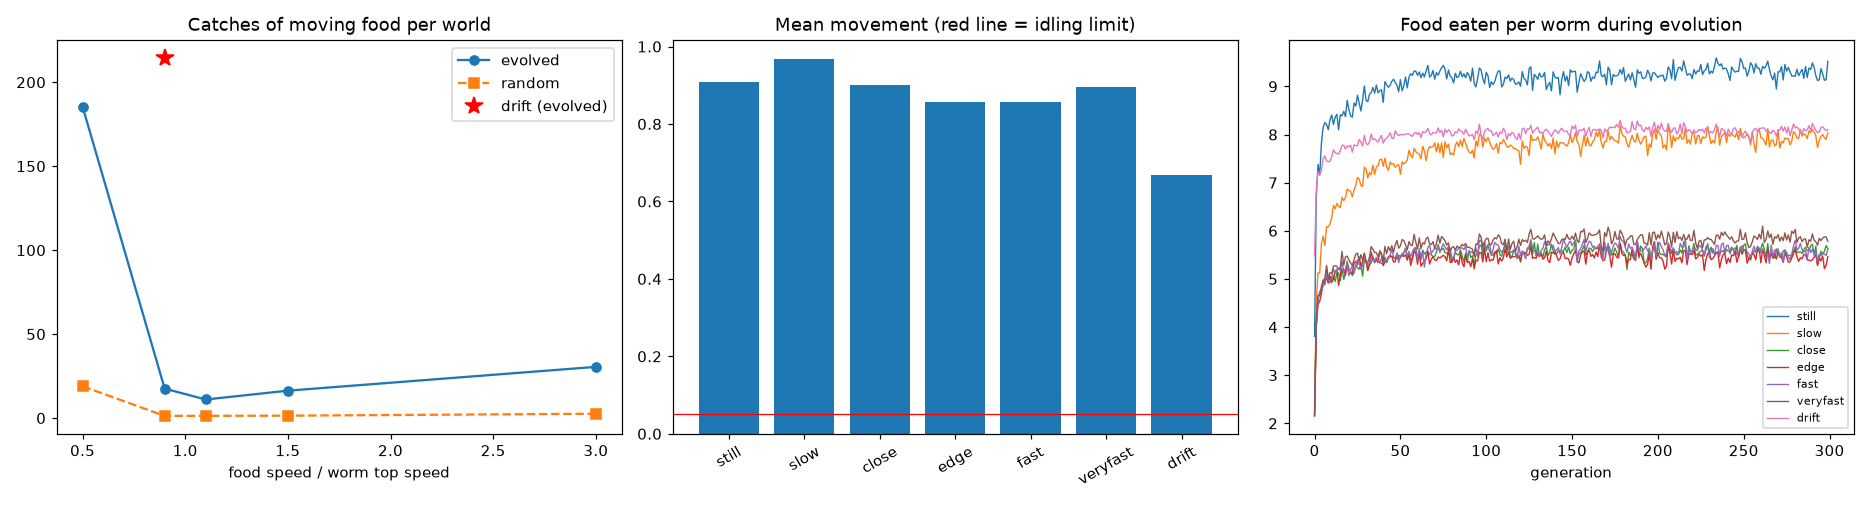 Catches of moving food per world
200
150
100
50
0
0.5
1.0
1.5
2.0
2.5
3.0
food speed / worm top speed
evolved
random
drift (evolved)
Mean movement (red line = idling limit)
1.0
0.8
0.6
0.4
0.2
0.0
still
slow
close
edge
fast
veryfast
drift
Food eaten per worm during evolution
9
8
7
6
5
4
3
2
0
50
100
150
200
250
300
generation
still
slow
close
edge
fast
veryfast
drift